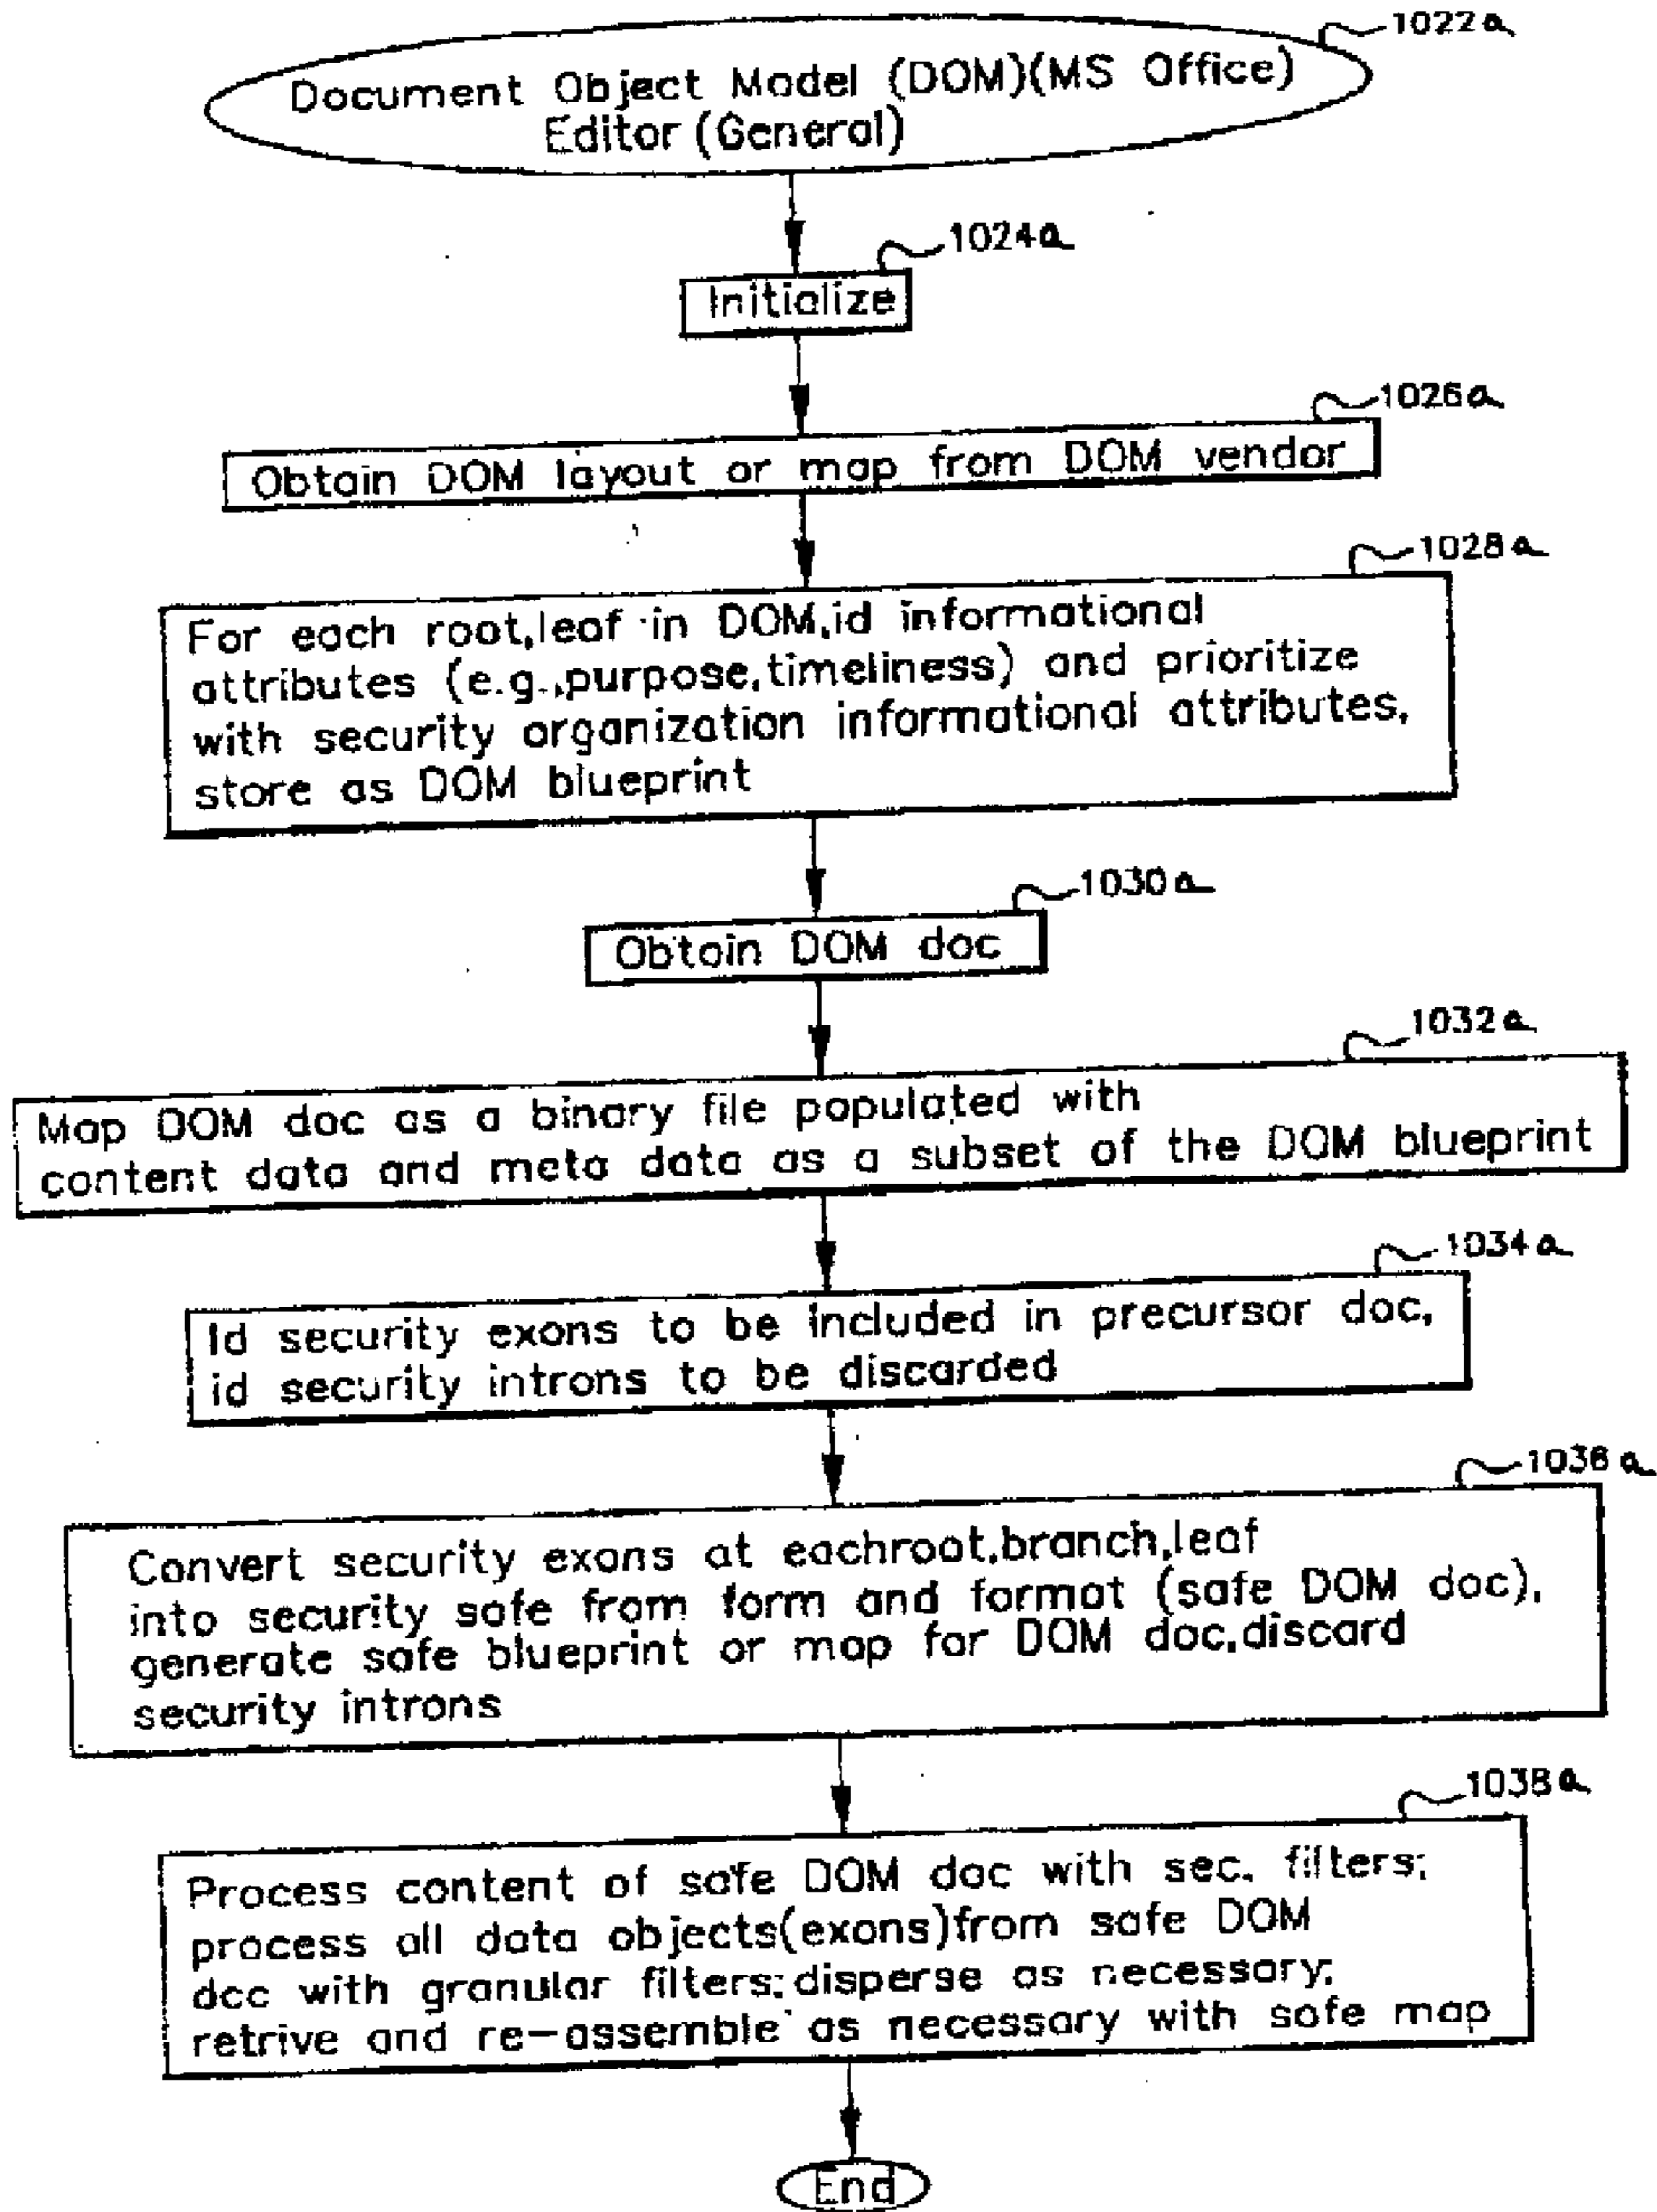 1022a
Document Object Model (DOM)(MS Office)
Editor (General)
1024a
Initialize
1026a
Obtain DOM layout or map from DOM vendor
1028a
For each root,leaf in DOM,id informational
attributes (e.g.,purpose,timeliness) and prioritize
with security organization informational attributes,
store as DOM blueprint
1030a
Obtain DOM doc
1032a
Map DOM doc as a binary file populated with
content data and meta data as a subset of the DOM blueprint
1034a
Id security exons to be included in precursor doc,
id security introns to be discarded
1036a
Convert security exons at eachroot,branch,leaf
into security safe from form and format (safe DOM doc),
generate safe blueprint or map for DOM doc,discard
security introns
1038a
Process content of safe DOM doc with sec. filters;
process all data objects(exons)from safe DOM
doc with granular filters; disperse as necessary;
retrive and re-assemble as necessary with safe map
End